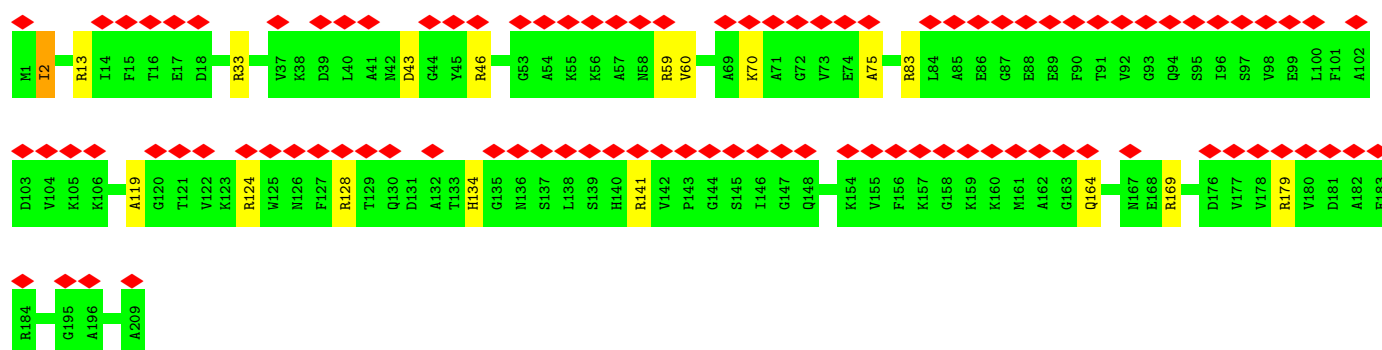 M1 I2 R13 I14 F15 T16 E17 D18 R33 V37 K38 D39 L40 A41 N42 D43 G44 Y45 R46 G53 A54 K55 K56 A57 N58 R59 V60 A69 K70 A71 G72 V73 E74 A75 R83 L84 A85 E86 G87 E88 E89 F90 T91 V92 G93 Q94 S95 I96 S97 V98 E99 L100 F101 A102
D103 V104 K105 K106 A119 G120 T121 V122 K123 R124 W125 N126 F127 R128 T129 Q130 D131 A132 T133 H134 G135 N136 S137 L138 S139 H140 R141 V142 P143 G144 S145 I146 G147 Q148 K154 V155 F156 K157 G158 K159 K160 M161 A162 G163 Q164 N167 E168 R169 D176 V177 V178 R179 V180 D181 A182 E183
R184 G195 A196 A209